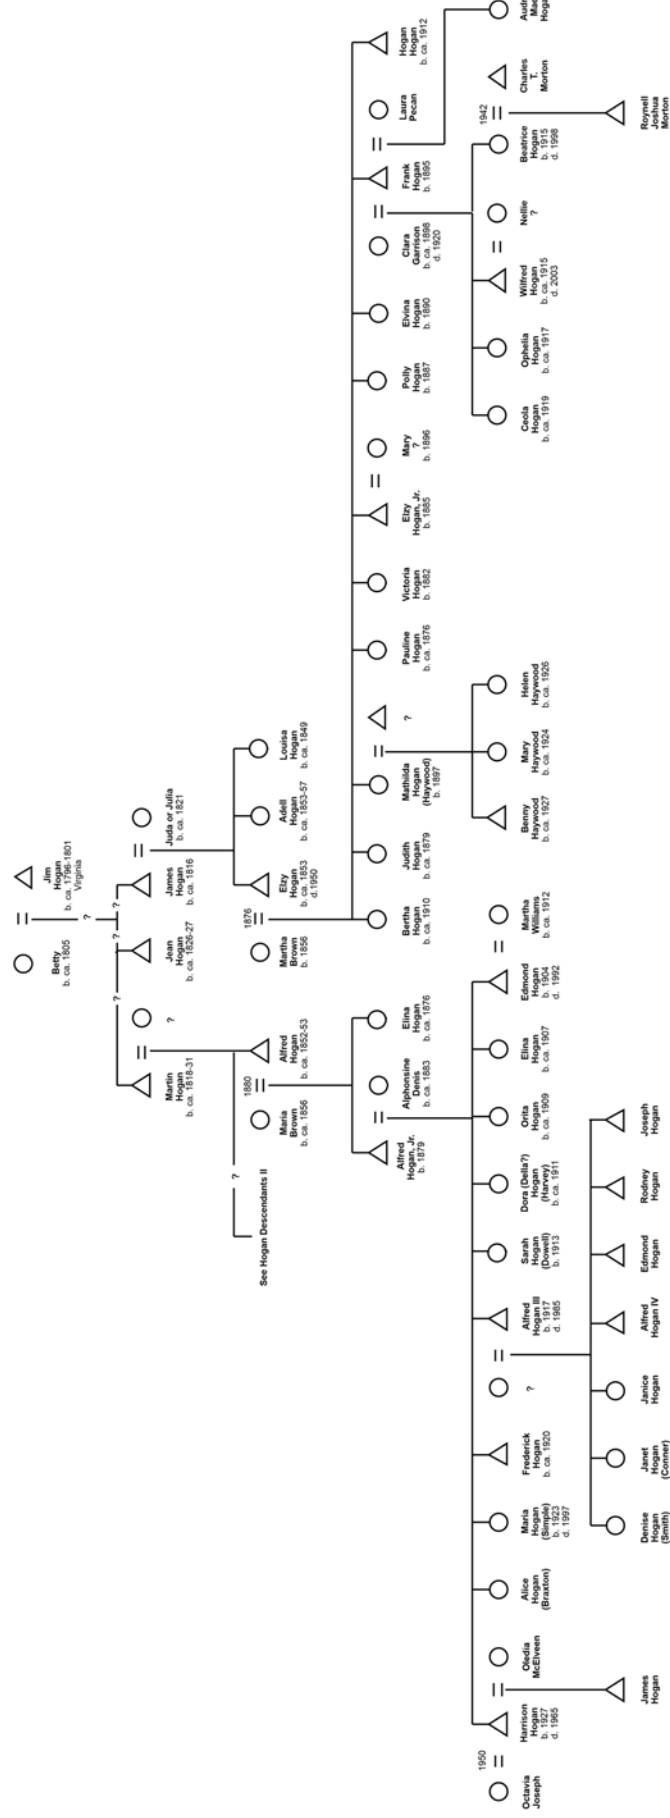 Betty
b. ca. 1805
Jim
Hogan
b. ca. 1796-1801
Virginia
?
?
?
?
Martin
Hogan
b. ca. 1818-31
?
Jean
Hogan
b. ca. 1826-27
James
Hogan
b. ca. 1816
Juda or Julia
b. ca. 1821
?
See Hogan Descendants II
Maria
Brown
b. ca. 1856
1880
Alfred
Hogan
b. ca. 1852-53
Martha
Brown
b. 1856
1876
Elzy
Hogan
b. ca. 1853
d.1950
Adell
Hogan
b. ca. 1853-57
Louisa
Hogan
b. ca. 1849
Alfred
Hogan, Jr.
b. 1879
Alphonsine
Denis
b. ca. 1883
Elina
Hogan
b. ca. 1876
Bertha
Hogan
b. ca. 1910
Judith
Hogan
b. ca. 1879
Mathilda
Hogan
(Haywood)
b. 1897
?
Pauline
Hogan
b. ca. 1876
Victoria
Hogan
b. 1882
Elzy
Hogan, Jr.
b. 1885
Mary
?
b. 1896
Polly
Hogan
b. 1887
Elvina
Hogan
b. 1890
Clara
Garrison
b. ca. 1898
d. 1920
Frank
Hogan
b. 1895
Laura
Pecan
Hogan
Hogan
b. ca. 1912
Octavia
Joseph
1950
Harrison
Hogan
b. 1927
d. 1965
Oledia
McElveen
Alice
Hogan
(Braxton)
Maria
Hogan
(Simple)
b. 1923
d. 1997
Frederick
Hogan
b. ca. 1920
?
Alfred
Hogan III
b. 1917
d. 1985
Sarah
Hogan
(Dowell)
b. 1913
Dora (Della?)
Hogan
(Harvey)
b. ca. 1911
Orita
Hogan
b. ca. 1909
Elina
Hogan
b. ca. 1907
Edmond
Hogan
b. 1904
d. 1992
Martha
Williams
b. ca. 1912
Benny
Haywood
b. ca. 1927
Mary
Haywood
b. ca. 1924
Helen
Haywood
b. ca. 1926
Ceola
Hogan
b. ca. 1919
Ophelia
Hogan
b. ca. 1917
Wilfred
Hogan
b. ca. 1915
d. 2003
Nellie
?
Beatrice
Hogan
b. 1915
d. 1998
1942
Charles
T.
Morton
James
Hogan
Denise
Hogan
(Smith)
Janet
Hogan
(Conner)
Janice
Hogan
Alfred
Hogan IV
Edmond
Hogan
Rodney
Hogan
Joseph
Hogan
Roynell
Joshua
Morton